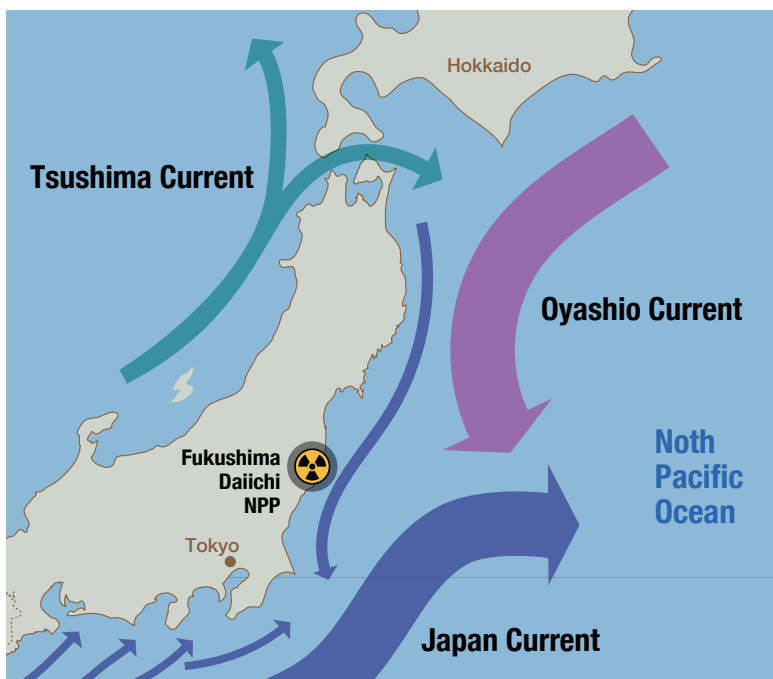 Hokkaido
Tsushima Current
Oyashio Current
Fukushima
Daiichi
NPP
Noth
Pacific
Ocean
Tokyo
Japan Current